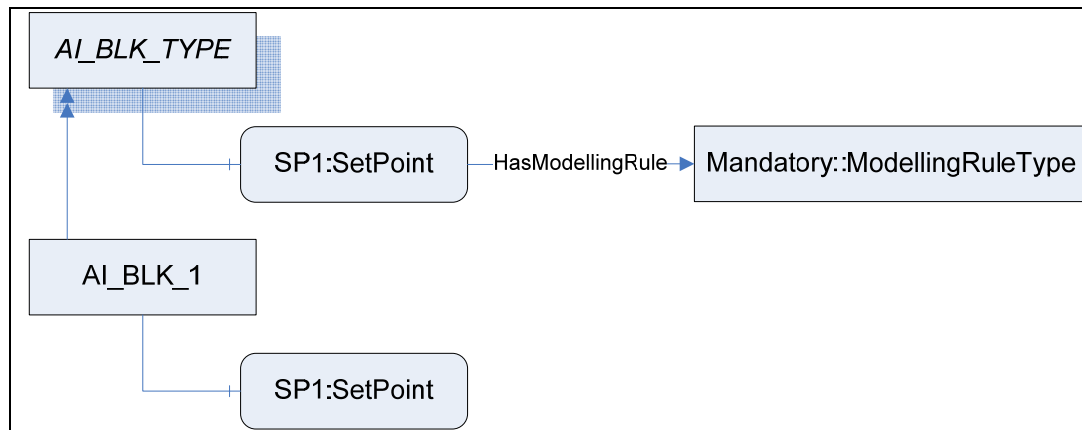 AI_BLK_TYPE
SP1:SetPoint
HasModellingRule
Mandatory::ModellingRuleType
AI_BLK_1
SP1:SetPoint